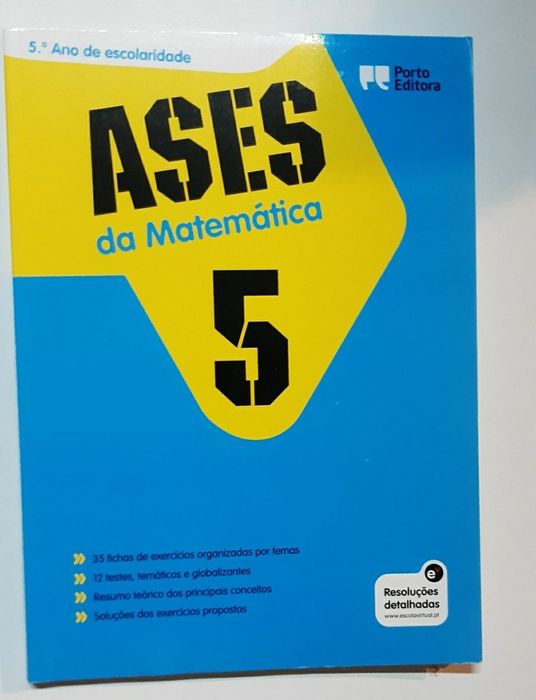 5.º Ano de escolaridade
Porto
Editora
ASES
da Matemática
5
35 fichas de exercícios organizadas por temas
12 testes, temáticos e globalizantes
Resumo teórico dos principais conceitos
Soluções dos exercícios propostos
e
Resoluções
detalhadas
www.escolavirtual.pt